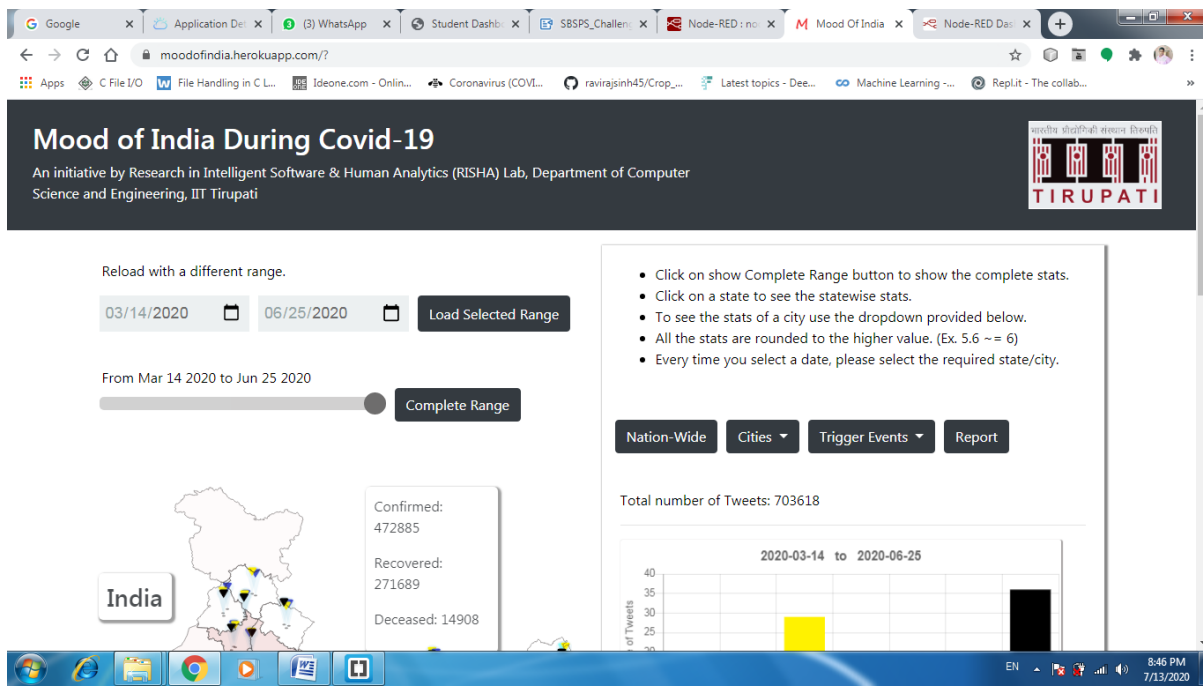 Google
Application Det
(3) WhatsApp
Student Dashbo
SBSPS_Challeng
Node-RED : no
Mood Of India
Node-RED Das
moodofindia.herokuapp.com/?
Apps
C File I/O
File Handling in C L...
Ideone.com - Onlin...
Coronavirus (COVI...
ravirajsinh45/Crop_...
Latest topics - Dee...
Machine Learning -...
Repl.it - The collab...
»
Mood of India During Covid-19
An initiative by Research in Intelligent Software & Human Analytics (RISHA) Lab, Department of Computer
Science and Engineering, IIT Tirupati
भारतीय प्रौद्योगिकी संस्थान तिरुपति
TIRUPATI
Reload with a different range.
03/14/2020
06/25/2020
Load Selected Range
From Mar 14 2020 to Jun 25 2020
Complete Range
India
Confirmed:
472885
Recovered:
271689
Deceased: 14908
• Click on show Complete Range button to show the complete stats.
• Click on a state to see the statewise stats.
• To see the stats of a city use the dropdown provided below.
• All the stats are rounded to the higher value. (Ex. 5.6 ~= 6)
• Every time you select a date, please select the required state/city.
Nation-Wide
Cities
Trigger Events
Report
Total number of Tweets: 703618
2020-03-14 to 2020-06-25
40
35
30
25
20
of Tweets
EN
8:46 PM
7/13/2020